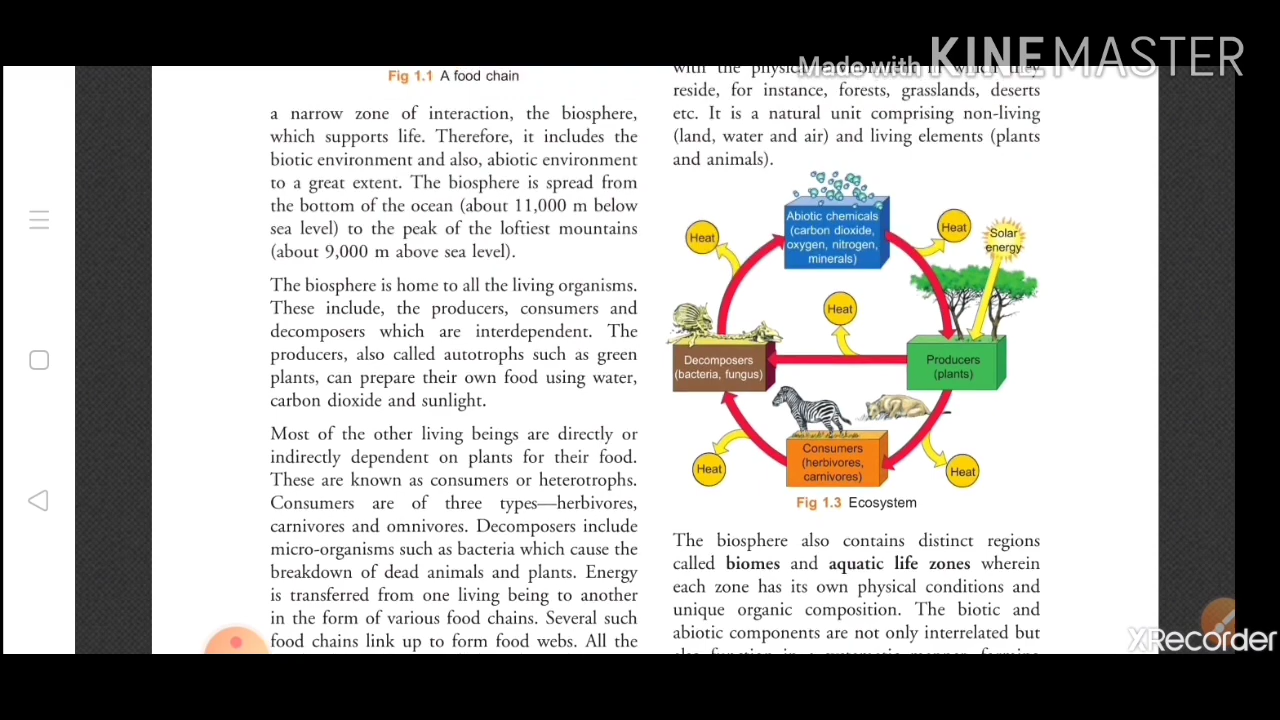 Made with KINEMASTER
Fig 1.1 A food chain
a narrow zone of interaction, the biosphere,
which supports life. Therefore, it includes the
biotic environment and also, abiotic environment
to a great extent. The biosphere is spread from
the bottom of the ocean (about 11,000 m below
sea level) to the peak of the loftiest mountains
(about 9,000 m above sea level).
The biosphere is home to all the living organisms.
These include, the producers, consumers and
decomposers which are interdependent. The
producers, also called autotrophs such as green
plants, can prepare their own food using water,
carbon dioxide and sunlight.
Most of the other living beings are directly or
indirectly dependent on plants for their food.
These are known as consumers or heterotrophs.
Consumers are of three types—herbivores,
carnivores and omnivores. Decomposers include
micro-organisms such as bacteria which cause the
breakdown of dead animals and plants. Energy
is transferred from one living being to another
in the form of various food chains. Several such
food chains link up to form food webs. All the
with the physical environment in which they
reside, for instance, forests, grasslands, deserts
etc. It is a natural unit comprising non-living
(land, water and air) and living elements (plants
and animals).
Abiotic chemicals
(carbon dioxide,
oxygen, nitrogen,
minerals)
Heat
Heat
Solar
energy
Heat
Decomposers
(bacteria, fungus)
Producers
(plants)
Consumers
(herbivores,
carnivores)
Heat
Heat
Fig 1.3 Ecosystem
The biosphere also contains distinct regions
called biomes and aquatic life zones wherein
each zone has its own physical conditions and
unique organic composition. The biotic and
abiotic components are not only interrelated but
XRecorder